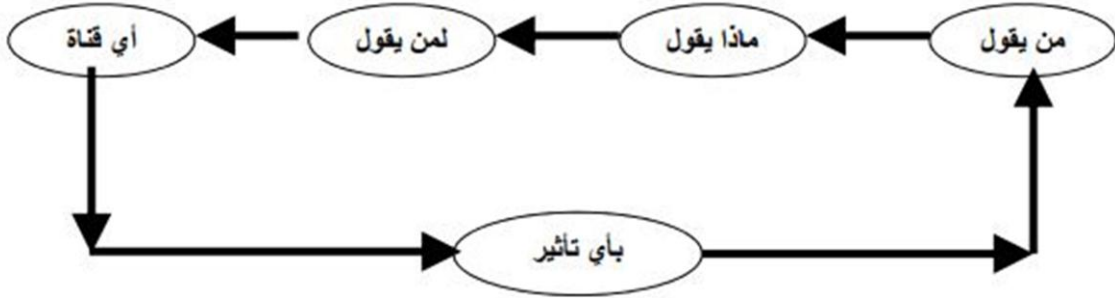 من يقول
ماذا يقول
لمن يقول
أي قناة
بأي تأثير